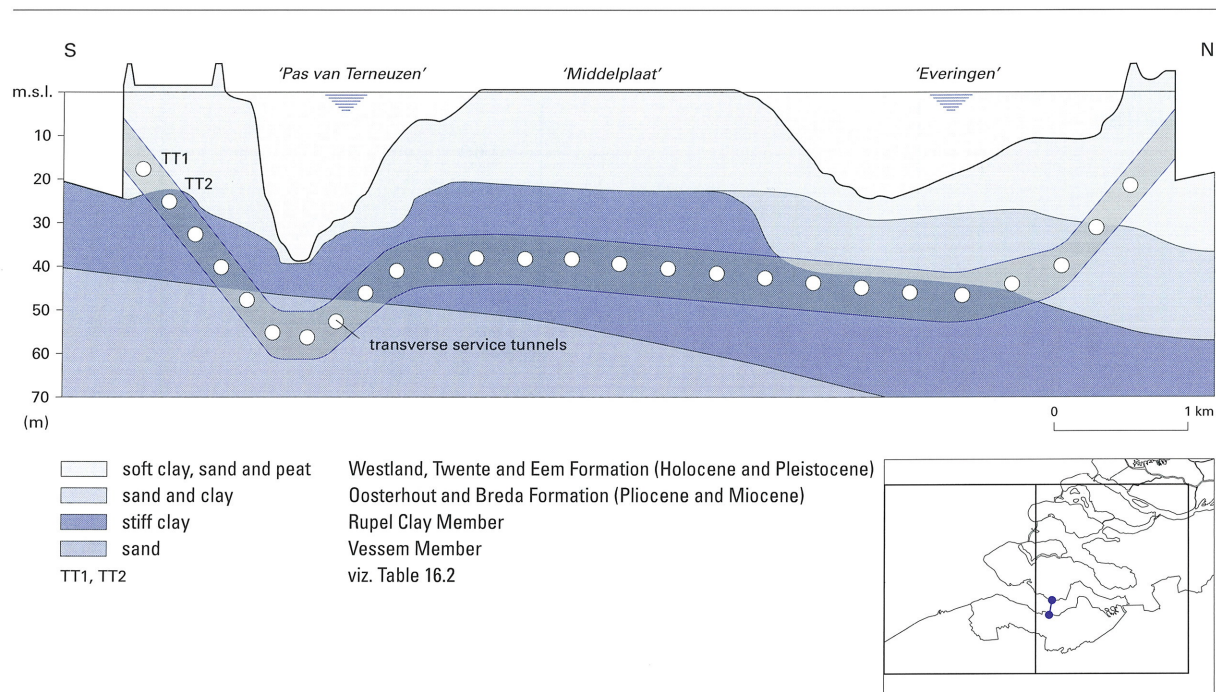 S
N
'Pas van Terneuzen'
'Middelplaat'
'Everingen'
m.s.l.
10
20
30
40
50
60
70
(m)
TT1
TT2
transverse service tunnels
0 1 km
soft clay, sand and peat Westland, Twente and Eem Formation (Holocene and Pleistocene)
sand and clay Oosterhout and Breda Formation (Pliocene and Miocene)
stiff clay Rupel Clay Member
sand Vessem Member
TT1, TT2 viz. Table 16.2